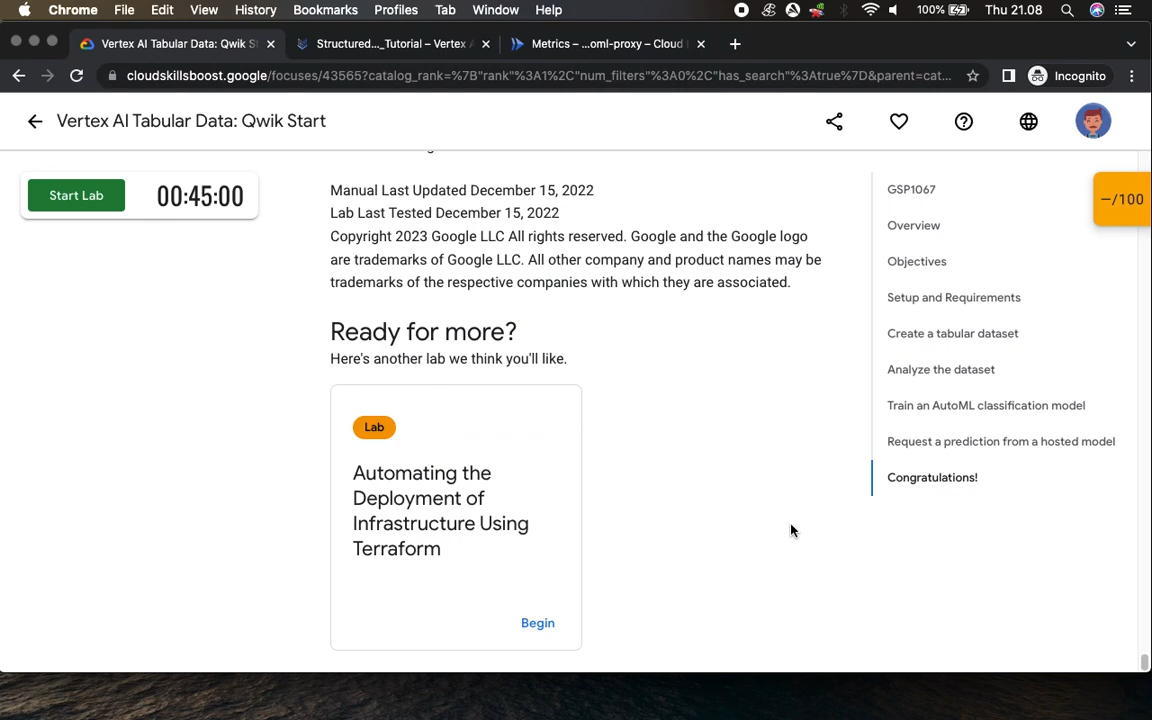 Chrome File Edit View History Bookmarks Profiles Tab Window Help 100% Thu 21.08
Vertex AI Tabular Data: Qwik S Structured..._Tutorial – Vertex A Metrics – ...oml-proxy – Cloud
cloudskillsboost.google/focuses/43565?catalog_rank=%7B"rank"%3A1%2C"num_filters"%3A0%2C"has_search"%3Atrue%7D&parent=cat... Incognito
Vertex AI Tabular Data: Qwik Start
Start Lab 00:45:00
–/100
Manual Last Updated December 15, 2022
Lab Last Tested December 15, 2022
Copyright 2023 Google LLC All rights reserved. Google and the Google logo
are trademarks of Google LLC. All other company and product names may be
trademarks of the respective companies with which they are associated.
Ready for more?
Here's another lab we think you'll like.
Lab
Automating the
Deployment of
Infrastructure Using
Terraform
Begin
GSP1067
Overview
Objectives
Setup and Requirements
Create a tabular dataset
Analyze the dataset
Train an AutoML classification model
Request a prediction from a hosted model
Congratulations!